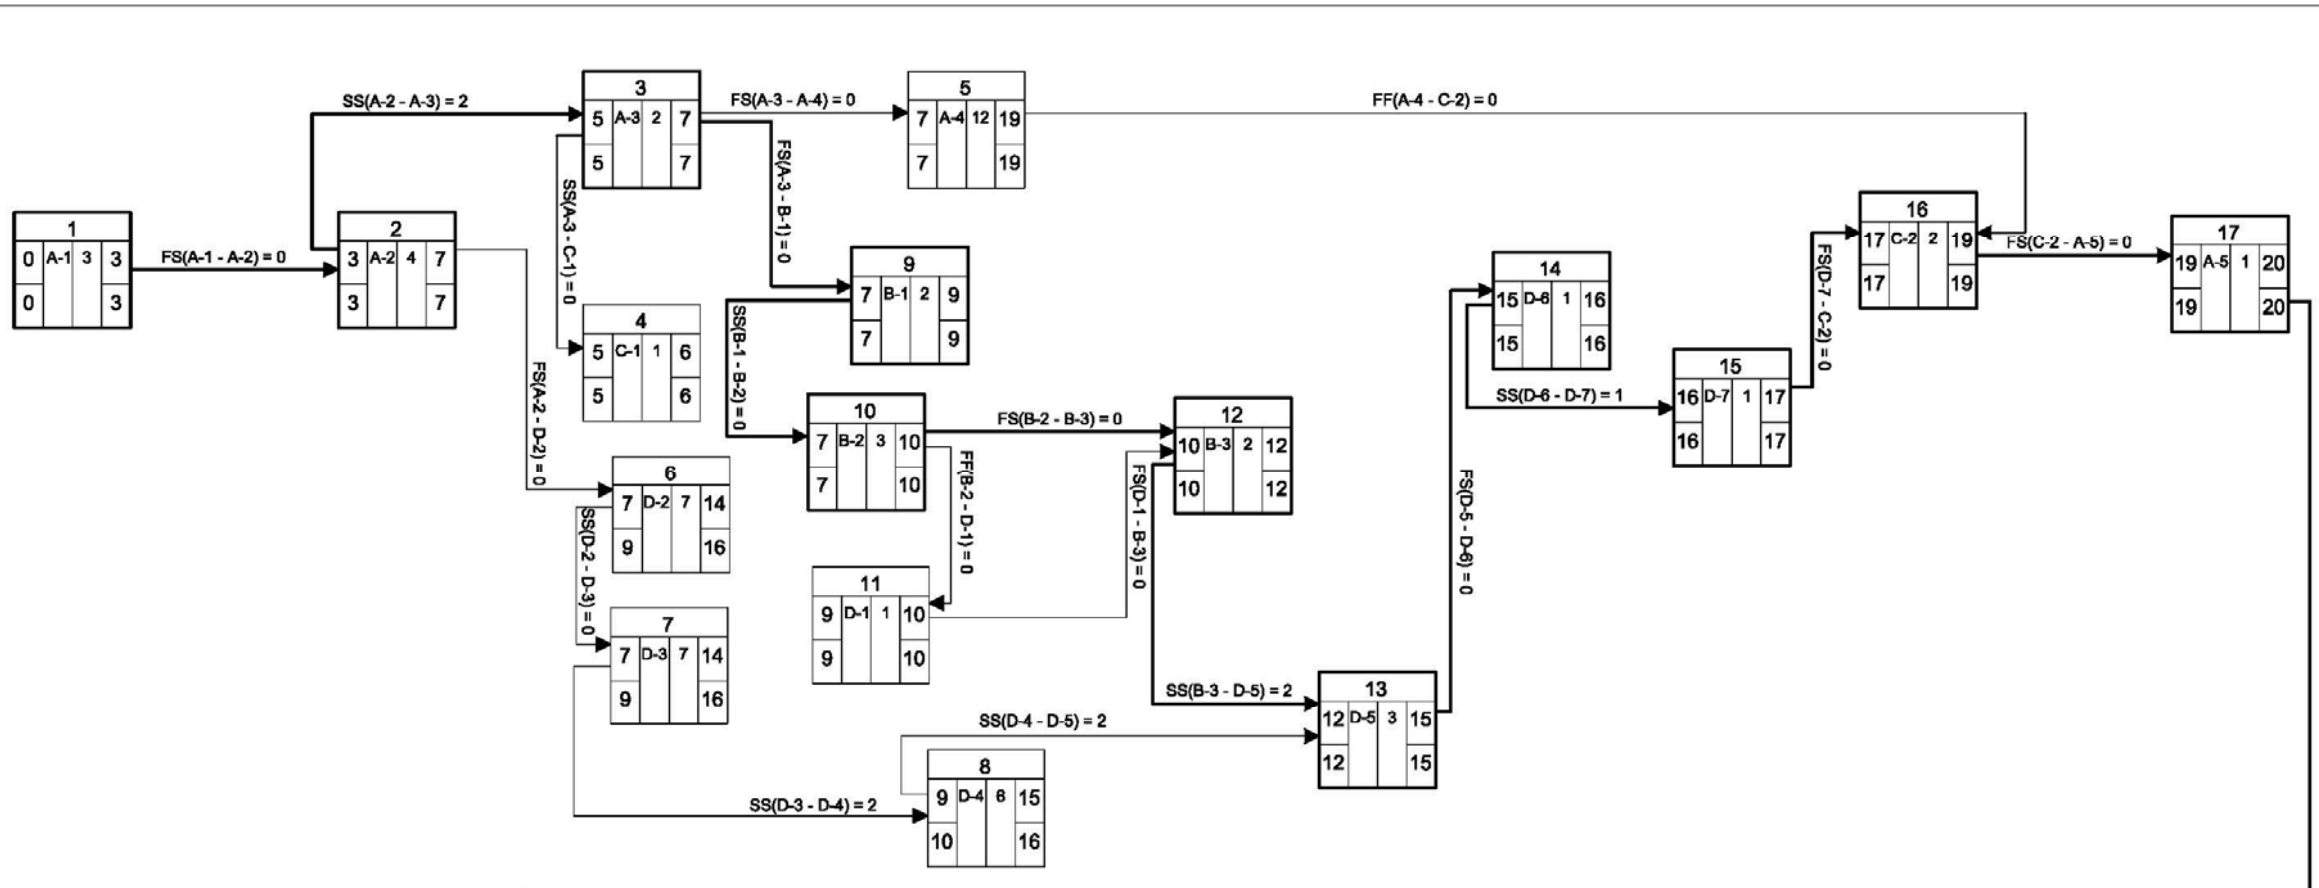 SS(A-2 - A-3) = 2
3
5 A-3 2 7
5 7
FS(A-3 - A-4) = 0
5
7 A-4 12 19
7 19
FF(A-4 - C-2) = 0
1
0 A-1 3 3
0 3
FS(A-1 - A-2) = 0
2
3 A-2 4 7
3 7
SS(A-3 - C-1) = 0
FS(A-3 - B-1) = 0
9
7 B-1 2 9
7 9
4
5 C-1 1 6
5 6
FS(A-2 - D-2) = 0
SS(B-1 - B-2) = 0
10
7 B-2 3 10
7 10
FS(B-2 - B-3) = 0
12
10 B-3 2 12
10 12
6
7 D-2 7 14
9 16
SS(D-2 - D-3) = 0
FF(B-2 - D-1) = 0
FS(D-1 - B-3) = 0
11
9 D-1 1 10
9 10
7
7 D-3 7 14
9 16
SS(D-3 - D-4) = 2
8
9 D-4 6 15
10 16
SS(D-4 - D-5) = 2
SS(B-3 - D-5) = 2
13
12 D-5 3 15
12 15
FS(D-5 - D-6) = 0
14
15 D-6 1 16
15 16
SS(D-6 - D-7) = 1
15
16 D-7 1 17
16 17
FS(D-7 - C-2) = 0
16
17 C-2 2 19
17 19
FS(C-2 - A-5) = 0
17
19 A-5 1 20
19 20